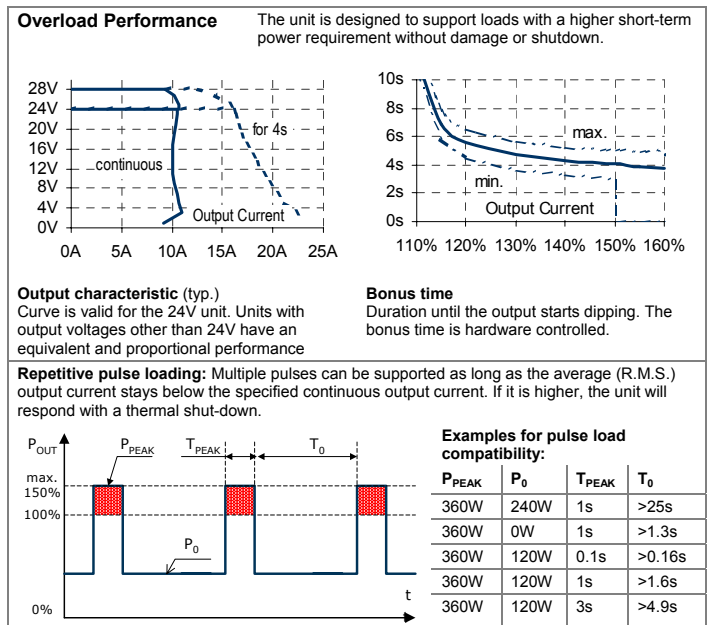 Overload Performance
The unit is designed to support loads with a higher short-term
power requirement without damage or shutdown.
28V
24V
20V
16V
12V
8V
4V
0V
for 4s
continuous
Output Current
0A 5A 10A 15A 20A 25A
10s
8s
6s
4s
2s
0s
max.
min.
Output Current
110% 120% 130% 140% 150% 160%
Output characteristic (typ.)
Curve is valid for the 24V unit. Units with
output voltages other than 24V have an
equivalent and proportional performance
Bonus time
Duration until the output starts dipping. The
bonus time is hardware controlled.
Repetitive pulse loading: Multiple pulses can be supported as long as the average (R.M.S.)
output current stays below the specified continuous output current. If it is higher, the unit will
respond with a thermal shut-down.
POUT
PPEAK
TPEAK
T0
max.
150%
100%
P0
0%
t
Examples for pulse load
compatibility:
PPEAK P0 TPEAK T0
360W 240W 1s >25s
360W 0W 1s >1.3s
360W 120W 0.1s >0.16s
360W 120W 1s >1.6s
360W 120W 3s >4.9s